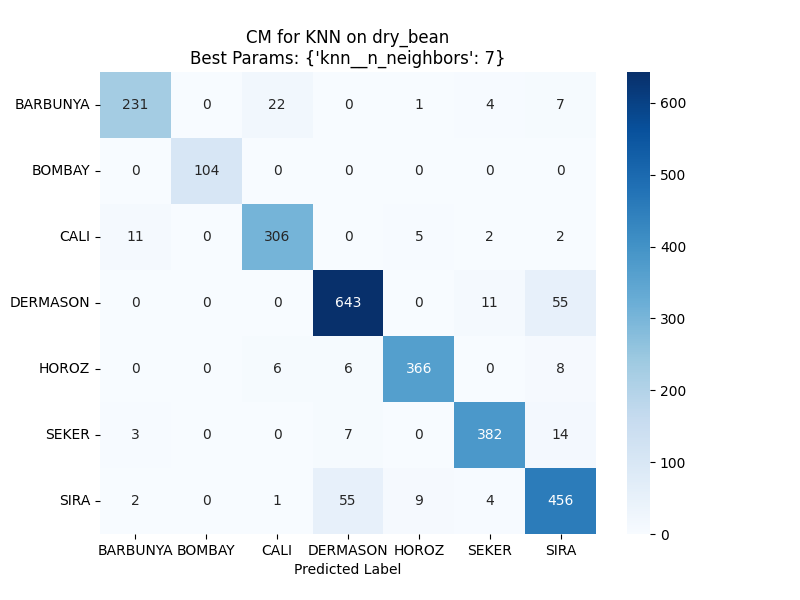 CM for KNN on dry_bean
Best Params: {'knn__n_neighbors': 7}
BARBUNYA 231 0 22 0 1 4 7
BOMBAY 0 104 0 0 0 0 0
CALI 11 0 306 0 5 2 2
DERMASON 0 0 0 643 0 11 55
HOROZ 0 0 6 6 366 0 8
SEKER 3 0 0 7 0 382 14
SIRA 2 0 1 55 9 4 456
BARBUNYA BOMBAY CALI DERMASON HOROZ SEKER SIRA
Predicted Label
600
500
400
300
200
100
0